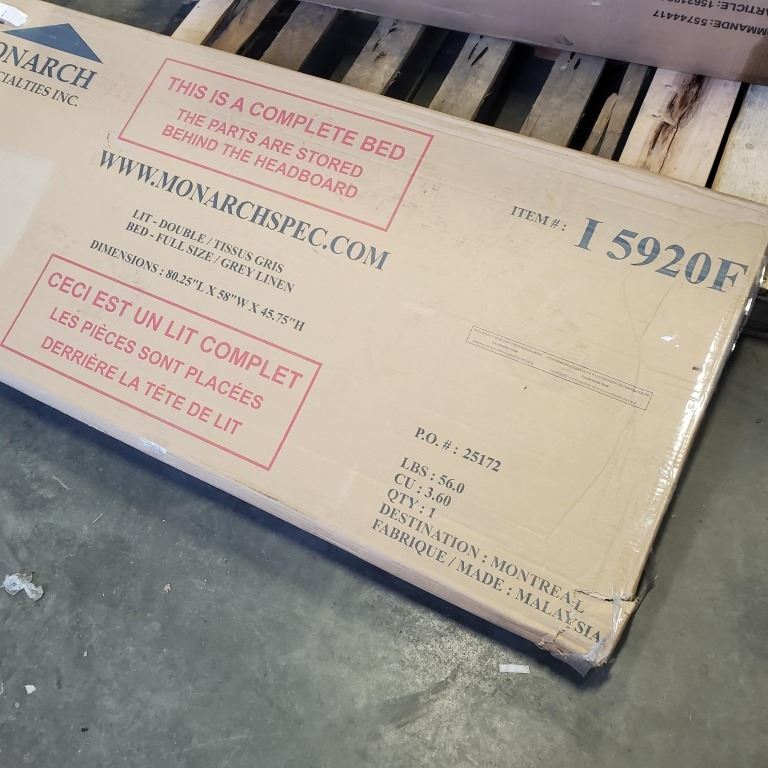 ONARCH
CIALTIES INC.
THIS IS A COMPLETE BED
THE PARTS ARE STORED
BEHIND THE HEADBOARD
WWW.MONARCHSPEC.COM
LIT - DOUBLE / TISSUS GRIS
BED - FULL SIZE / GREY LINEN
DIMENSIONS : 80.25"L X 58"W X 45.75"H
CECI EST UN LIT COMPLET
LES PIÈCES SONT PLACÉES
DERRIÈRE LA TÊTE DE LIT
ITEM # : I 5920F
P.O. # : 25172
LBS : 56.0
CU : 3.60
QTY : 1
DESTINATION : MONTREAL
FABRIQUE / MADE : MALAYSIA
MMANDE: 55744417